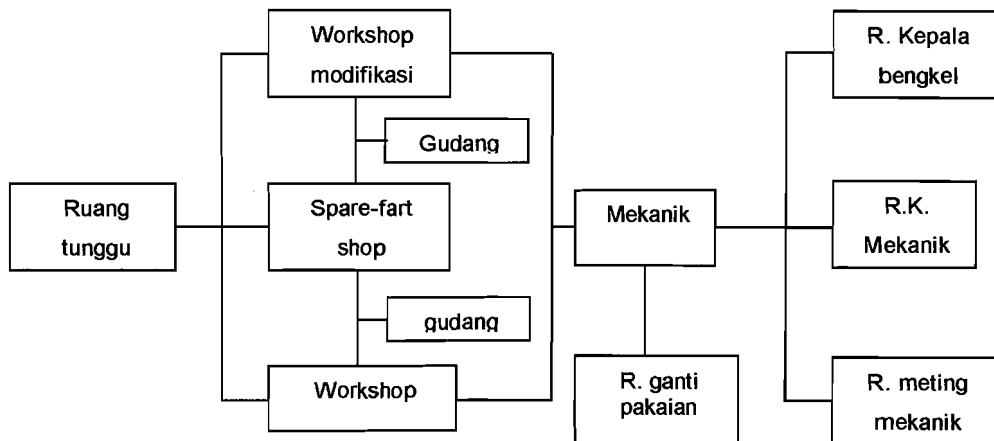 Workshop
modifikasi
Gudang
Ruang
tunggu
Spare-fart
shop
gudang
Workshop
Mekanik
R. ganti
pakaian
R. Kepala
bengkel
R.K.
Mekanik
R. meting
mekanik